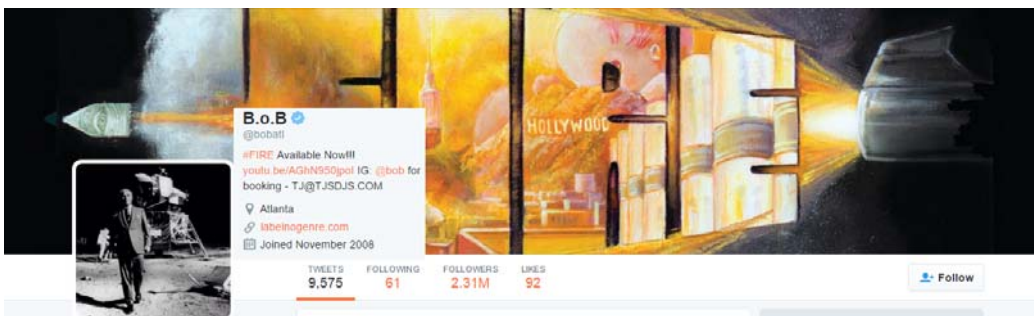 HOLLYWOOD
B.o.B
@bobatl
#FIRE Available Now!!!
youtu.be/AGhN950jpoI IG: @bob for
booking - TJ@TJSDJS.COM
Atlanta
labelnogenre.com
Joined November 2008
TWEETS FOLLOWING FOLLOWERS LIKES
9,575 61 2.31M 92
Follow